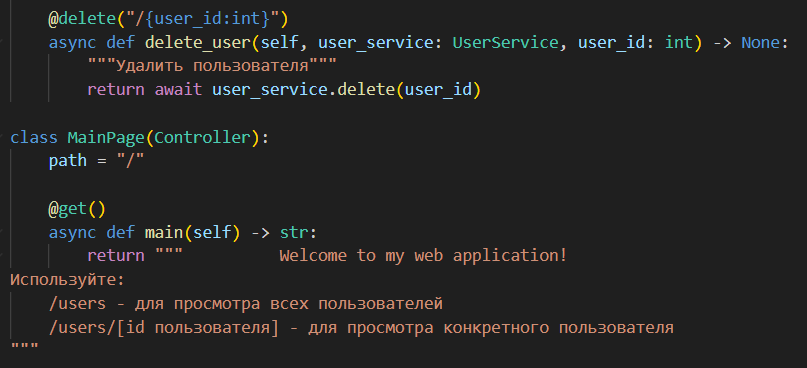 @delete("/{user_id:int}")
async def delete_user(self, user_service: UserService, user_id: int) -> None:
"""Удалить пользователя"""
return await user_service.delete(user_id)
class MainPage(Controller):
path = "/"
@get()
async def main(self) -> str:
return """          Welcome to my web application!
Используйте:
/users - для просмотра всех пользователей
/users/[id пользователя] - для просмотра конкретного пользователя
"""